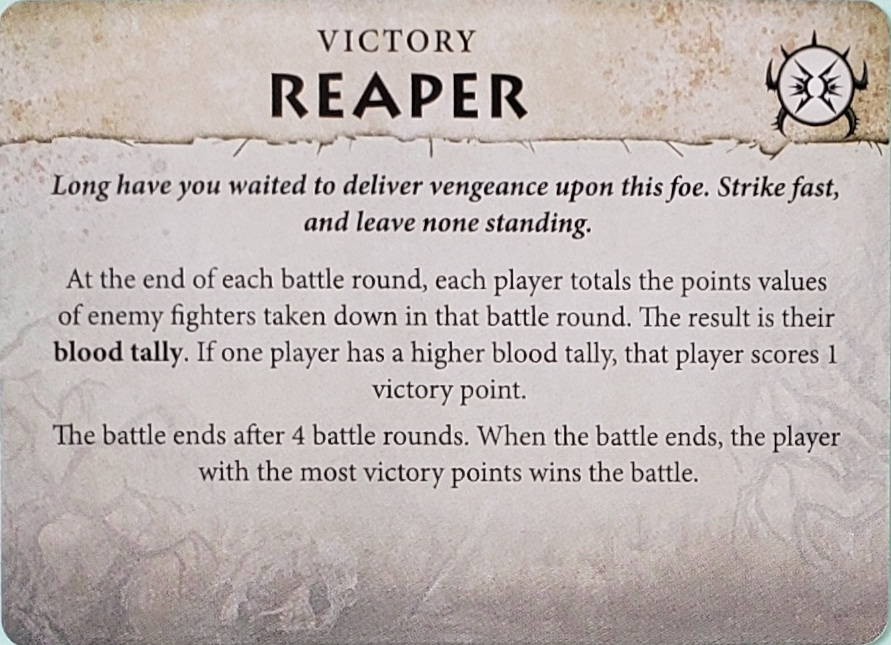 VICTORY
REAPER
Long have you waited to deliver vengeance upon this foe. Strike fast,
and leave none standing.
At the end of each battle round, each player totals the points values
of enemy fighters taken down in that battle round. The result is their
blood tally. If one player has a higher blood tally, that player scores 1
victory point.
The battle ends after 4 battle rounds. When the battle ends, the player
with the most victory points wins the battle.